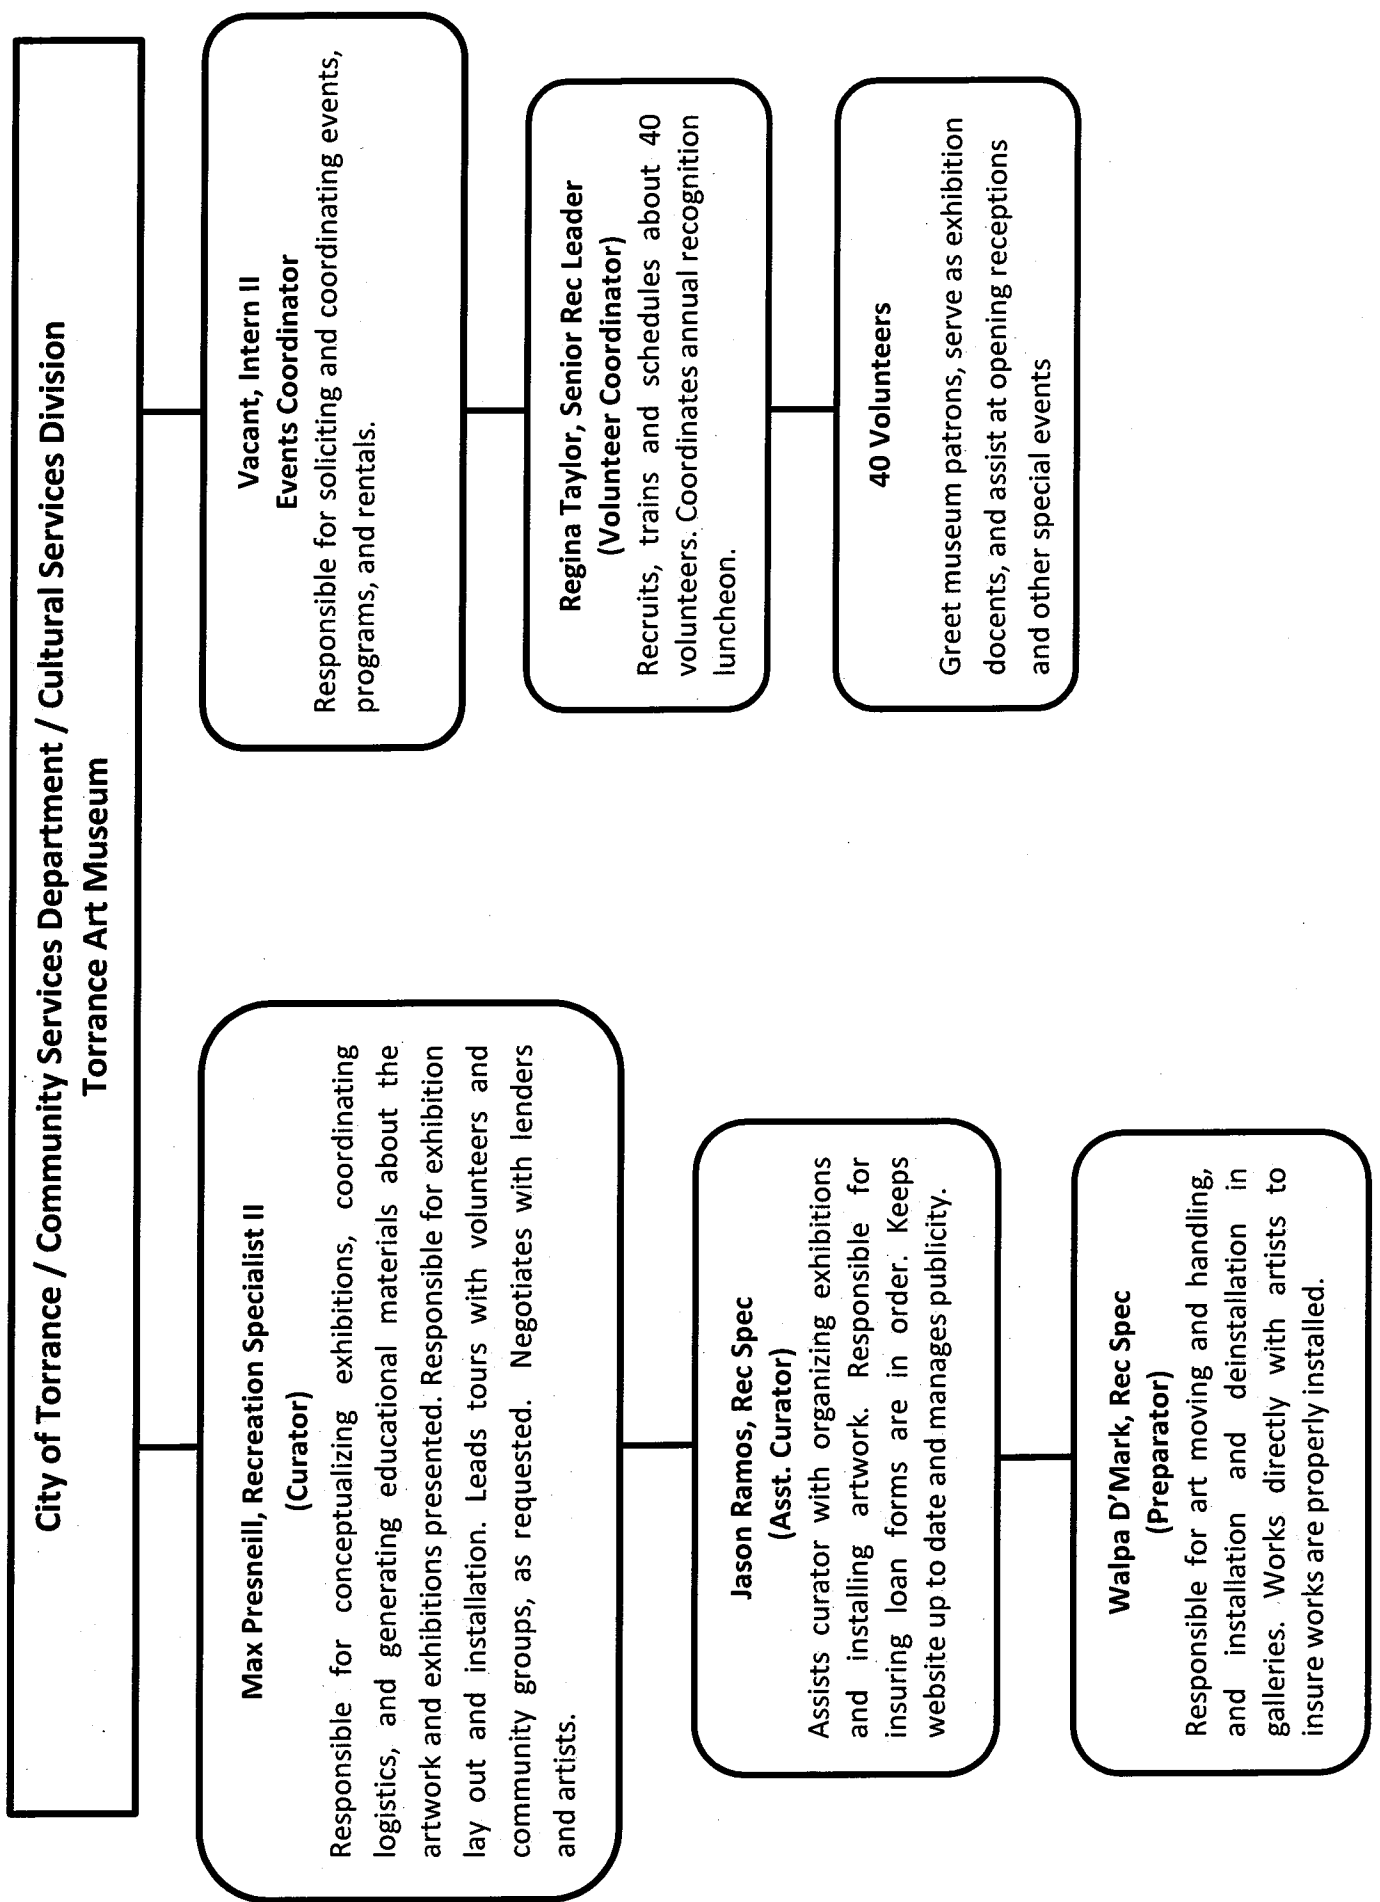 City of Torrance / Community Services Department / Cultural Services Division
Torrance Art Museum
Max Presneill, Recreation Specialist II
(Curator)
Responsible for conceptualizing exhibitions, coordinating
logistics, and generating educational materials about the
artwork and exhibitions presented. Responsible for exhibition
lay out and installation. Leads tours with volunteers and
community groups, as requested. Negotiates with lenders
and artists.
Jason Ramos, Rec Spec
(Asst. Curator)
Assists curator with organizing exhibitions
and installing artwork. Responsible for
insuring loan forms are in order. Keeps
website up to date and manages publicity.
Walpa D'Mark, Rec Spec
(Preparator)
Responsible for art moving and handling,
and installation and deinstallation in
galleries. Works directly with artists to
insure works are properly installed.
Vacant, Intern II
Events Coordinator
Responsible for soliciting and coordinating events,
programs, and rentals.
Regina Taylor, Senior Rec Leader
(Volunteer Coordinator)
Recruits, trains and schedules about 40
volunteers. Coordinates annual recognition
luncheon.
40 Volunteers
Greet museum patrons, serve as exhibition
docents, and assist at opening receptions
and other special events